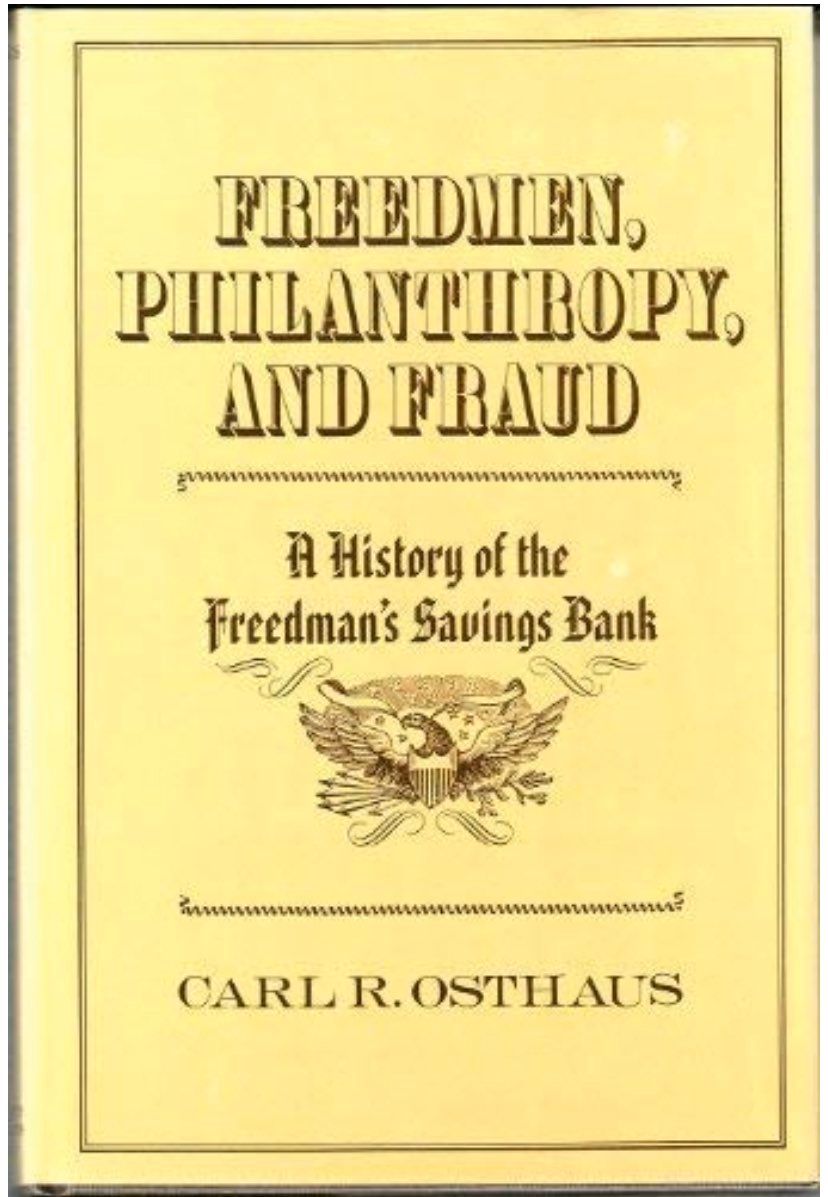 FREEDMEN,
PHILANTHROPY,
AND FRAUD
A History of the
Freedman's Savings Bank
CARL R. OSTHAUS